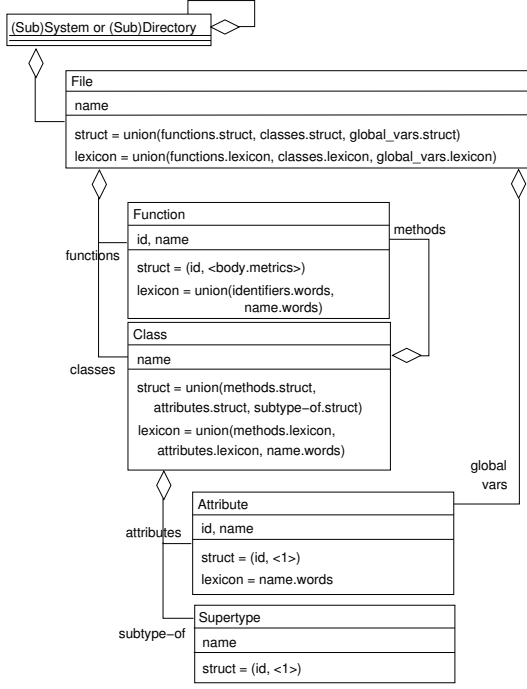 (Sub)System or (Sub)Directory
File
name
struct = union(functions.struct, classes.struct, global_vars.struct)
lexicon = union(functions.lexicon, classes.lexicon, global_vars.lexicon)
Function
methods
id, name
functions
struct = (id, <body.metrics>)
lexicon = union(identifiers.words,
name.words)
Class
name
classes
struct = union(methods.struct,
attributes.struct, subtype−of.struct)
lexicon = union(methods.lexicon,
attributes.lexicon, name.words)
global
vars
Attribute
id, name
attributes
struct = (id, <1>)
lexicon = name.words
Supertype
subtype−of
name
struct = (id, <1>)